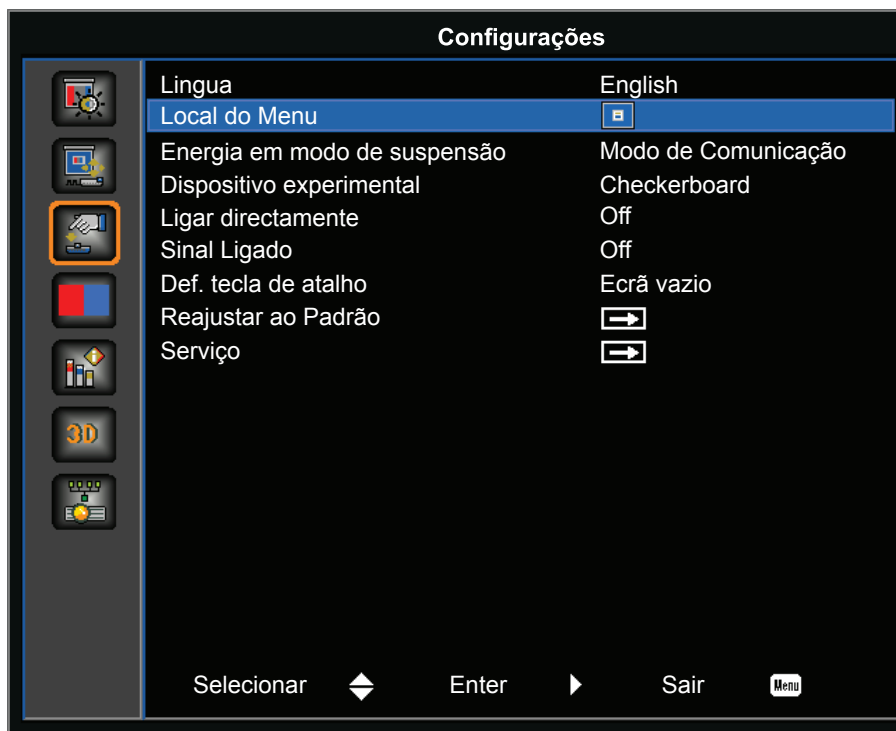 Configurações
Lingua English
Local do Menu
Energia em modo de suspensão Modo de Comunicação
Dispositivo experimental Checkerboard
Ligar directamente Off
Sinal Ligado Off
Def. tecla de atalho Ecrã vazio
Reajustar ao Padrão
Serviço
3D
Selecionar Enter Sair Menu